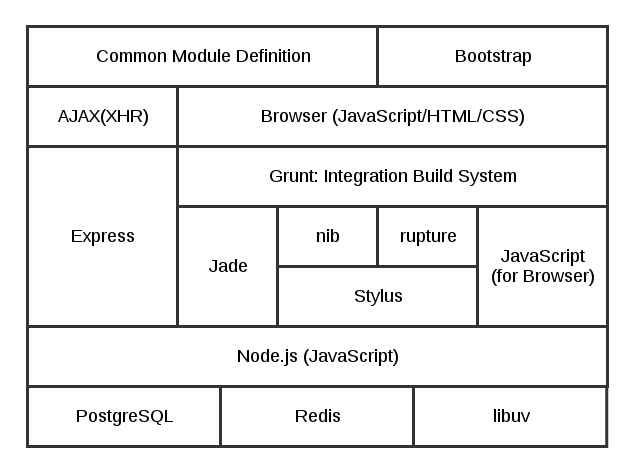 Common Module Definition
Bootstrap
AJAX(XHR)
Browser (JavaScript/HTML/CSS)
Grunt: Integration Build System
Express
Jade
nib
rupture
JavaScript
(for Browser)
Stylus
Node.js (JavaScript)
PostgreSQL
Redis
libuv